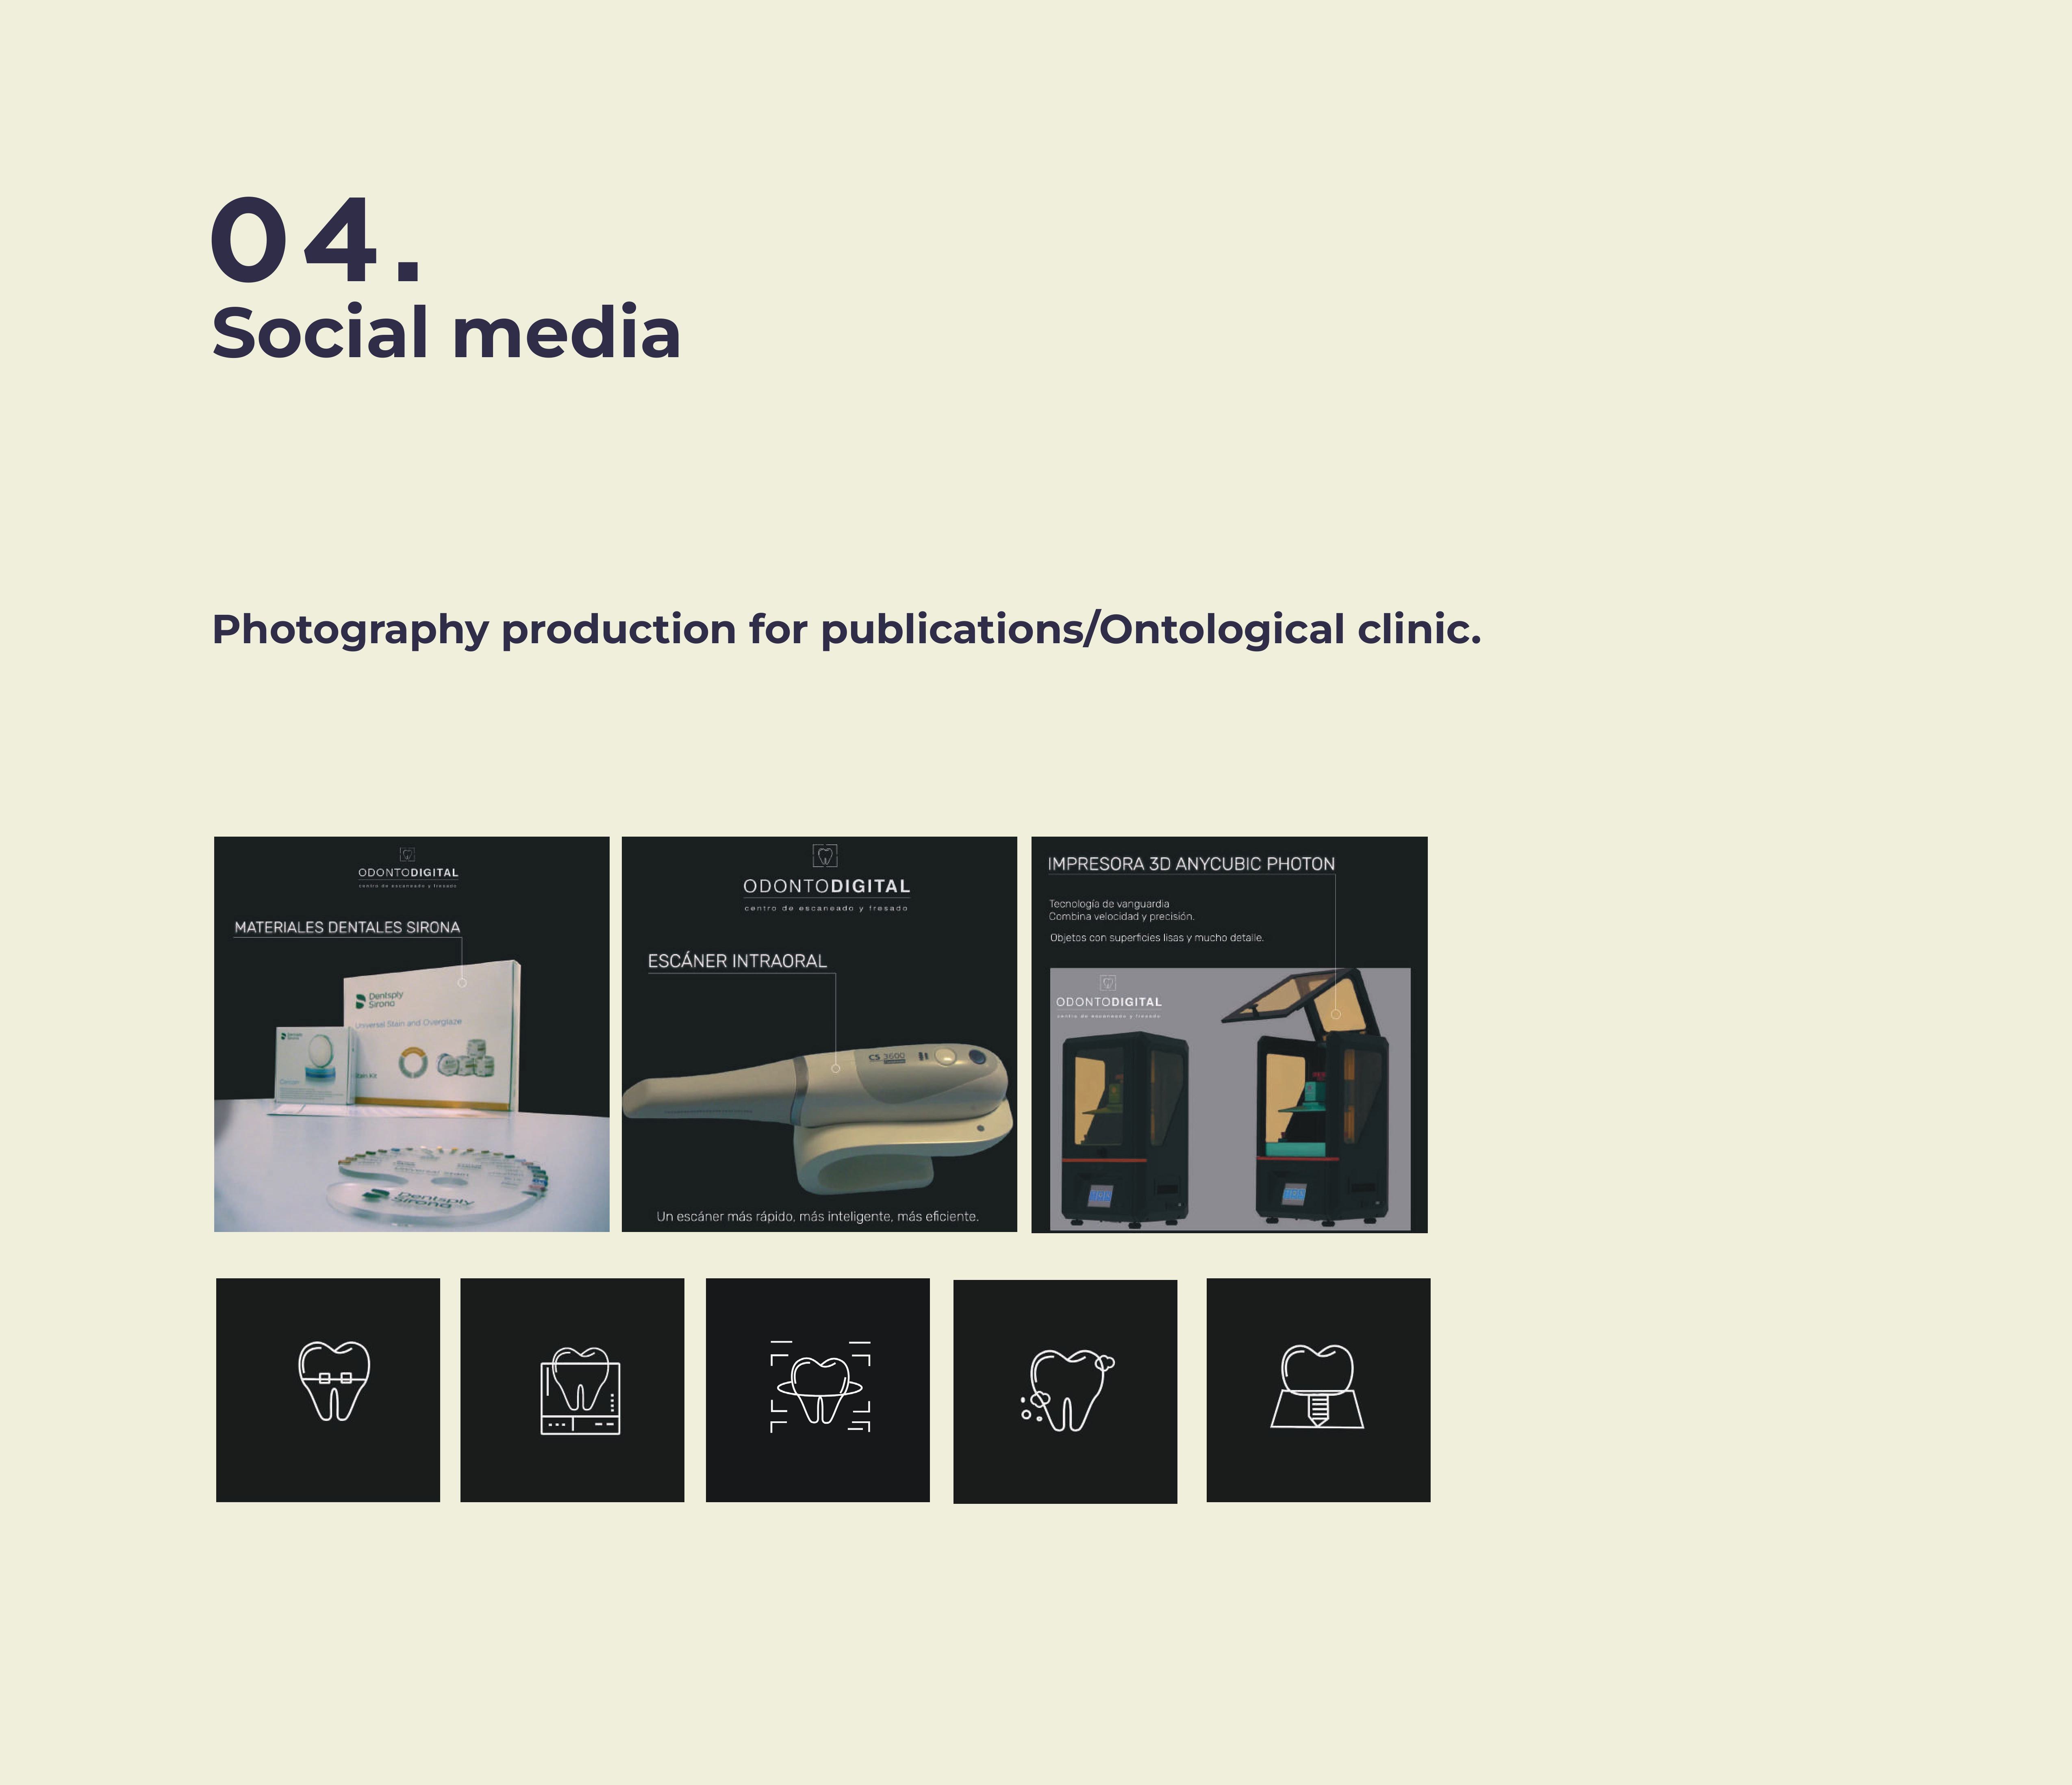 04.
Social media
Photography production for publications/Ontological clinic.
ODONTODIGITAL
centro de escaneado y fresado
MATERIALES DENTALES SIRONA
Dentsply
Sirona
Universal Stain and Overglaze
Stain Kit
Dentsply
Sirona
ODONTODIGITAL
centro de escaneado y fresado
ESCÁNER INTRAORAL
CS 3600
Un escáner más rápido, más inteligente, más eficiente.
IMPRESORA 3D ANYCUBIC PHOTON
Tecnología de vanguardia
Combina velocidad y precisión.
Objetos con superficies lisas y mucho detalle.
ODONTODIGITAL
centro de escaneado y fresado